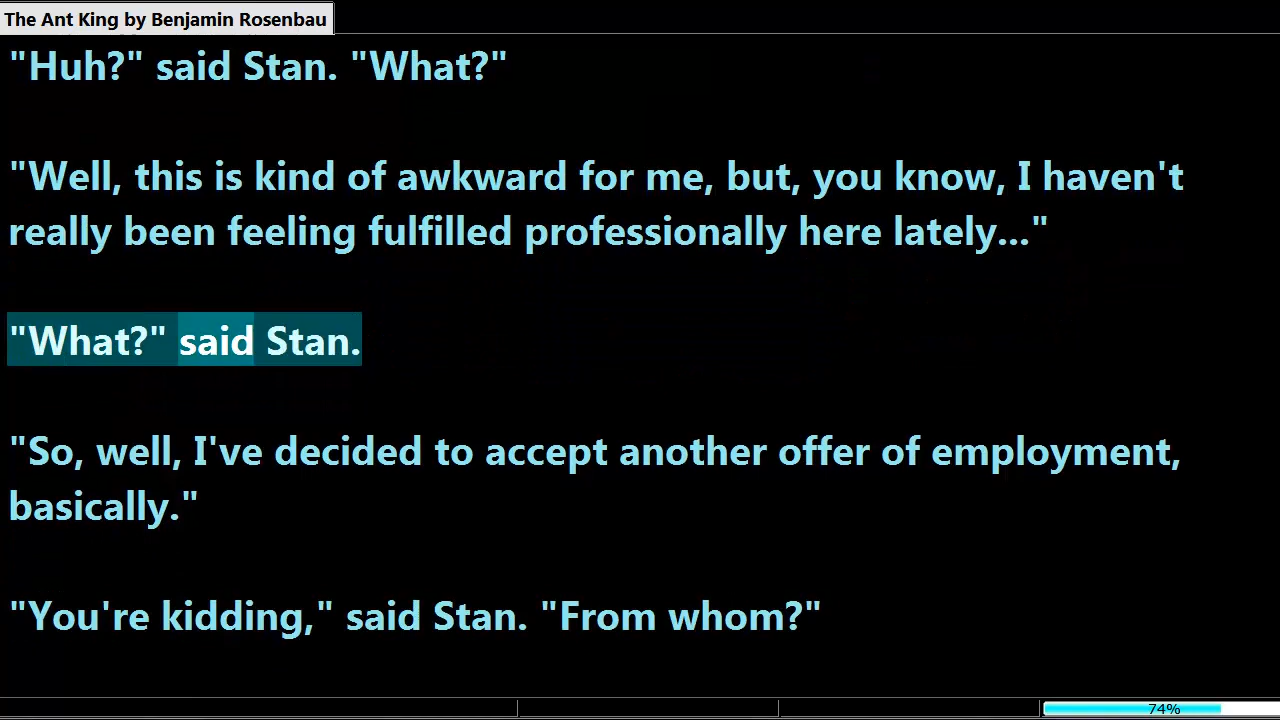 The Ant King by Benjamin Rosenbau
"Huh?" said Stan. "What?"
"Well, this is kind of awkward for me, but, you know, I haven't
really been feeling fulfilled professionally here lately..."
"What?" said Stan.
"So, well, I've decided to accept another offer of employment,
basically."
"You're kidding," said Stan. "From whom?"
74%